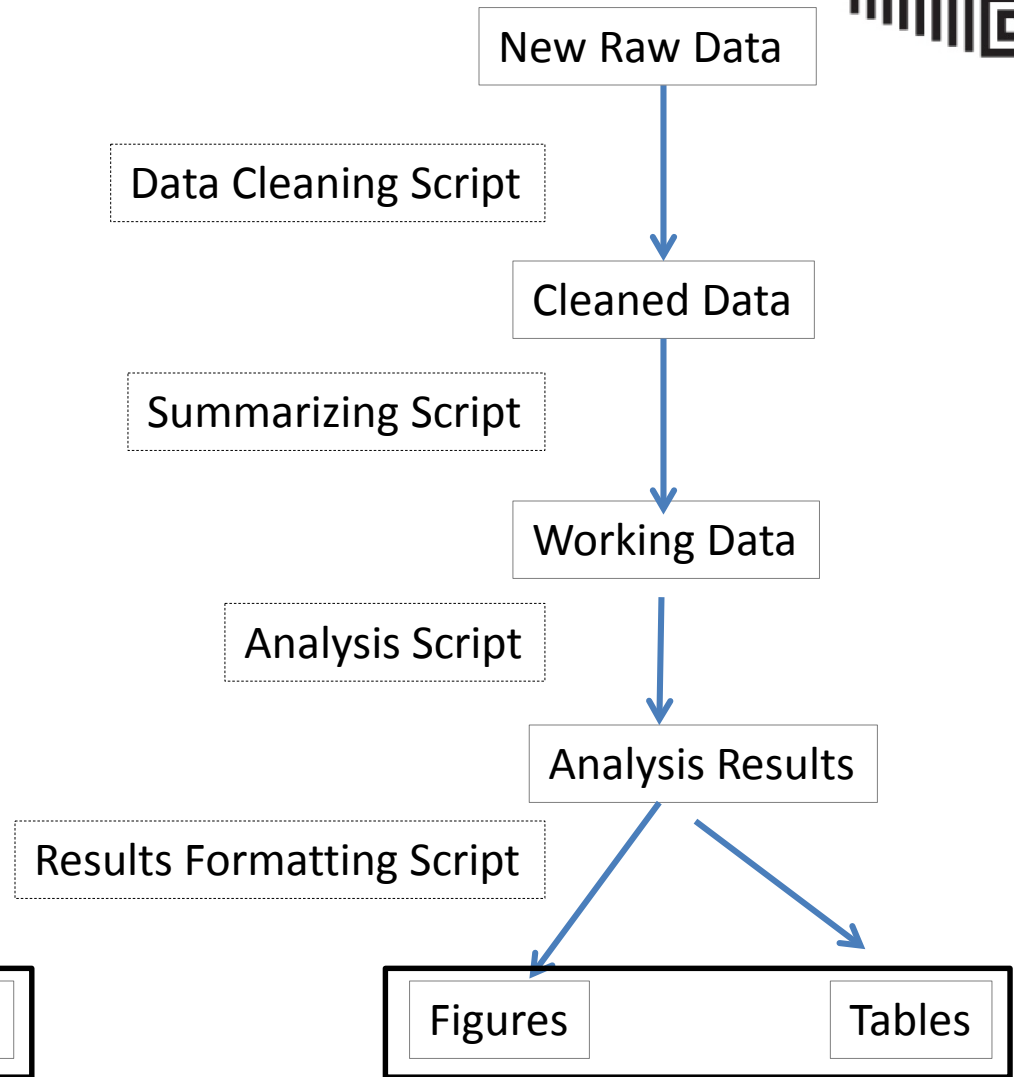 New Raw Data
Data Cleaning Script
Cleaned Data
Summarizing Script
Working Data
Analysis Script
Analysis Results
Results Formatting Script
Figures
Tables